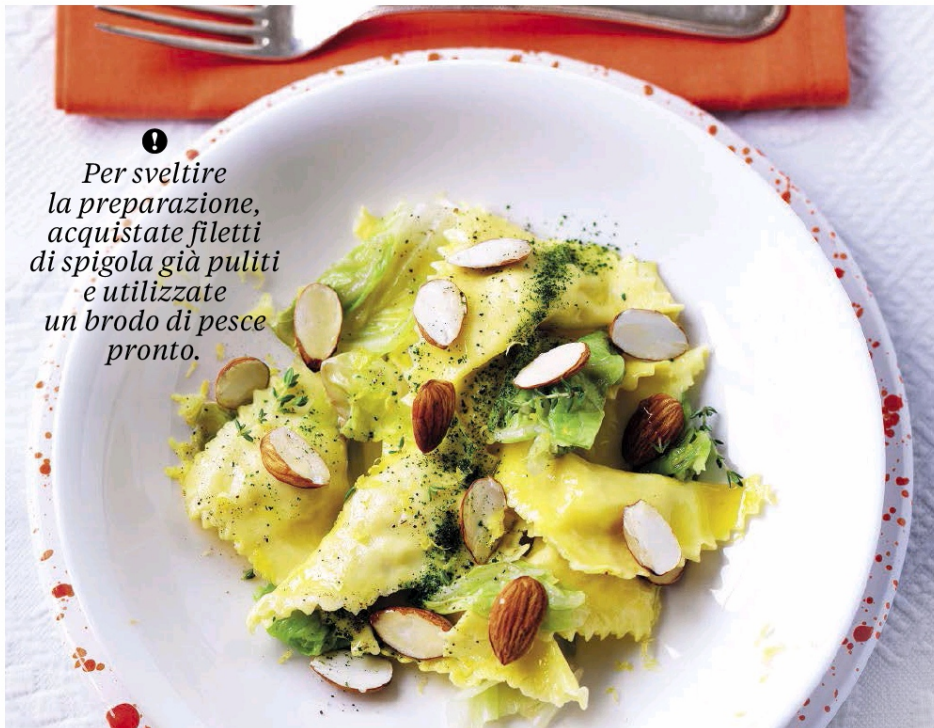 !
Per sveltire
la preparazione,
acquistate filetti
di spigola già puliti
e utilizzate
un brodo di pesce
pronto.